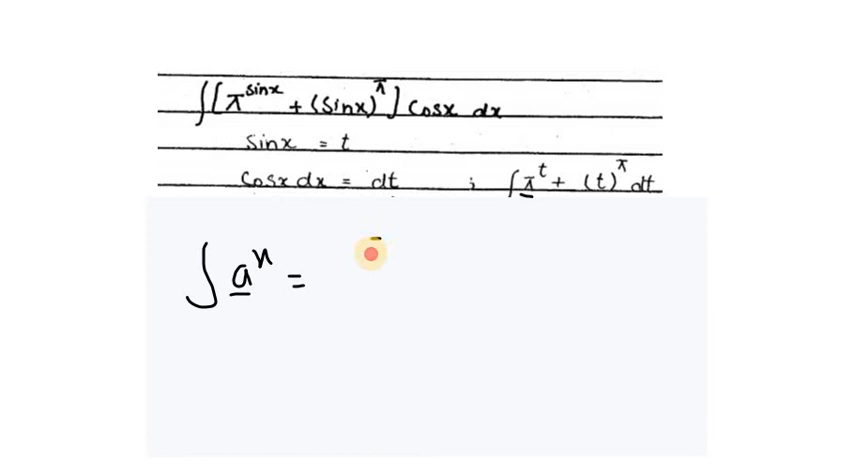 ∫[π^sinx + (sinx)^π] cosx dx
sinx = t
cosx dx = dt ; ∫π^t + (t)^π dt
∫a^x =